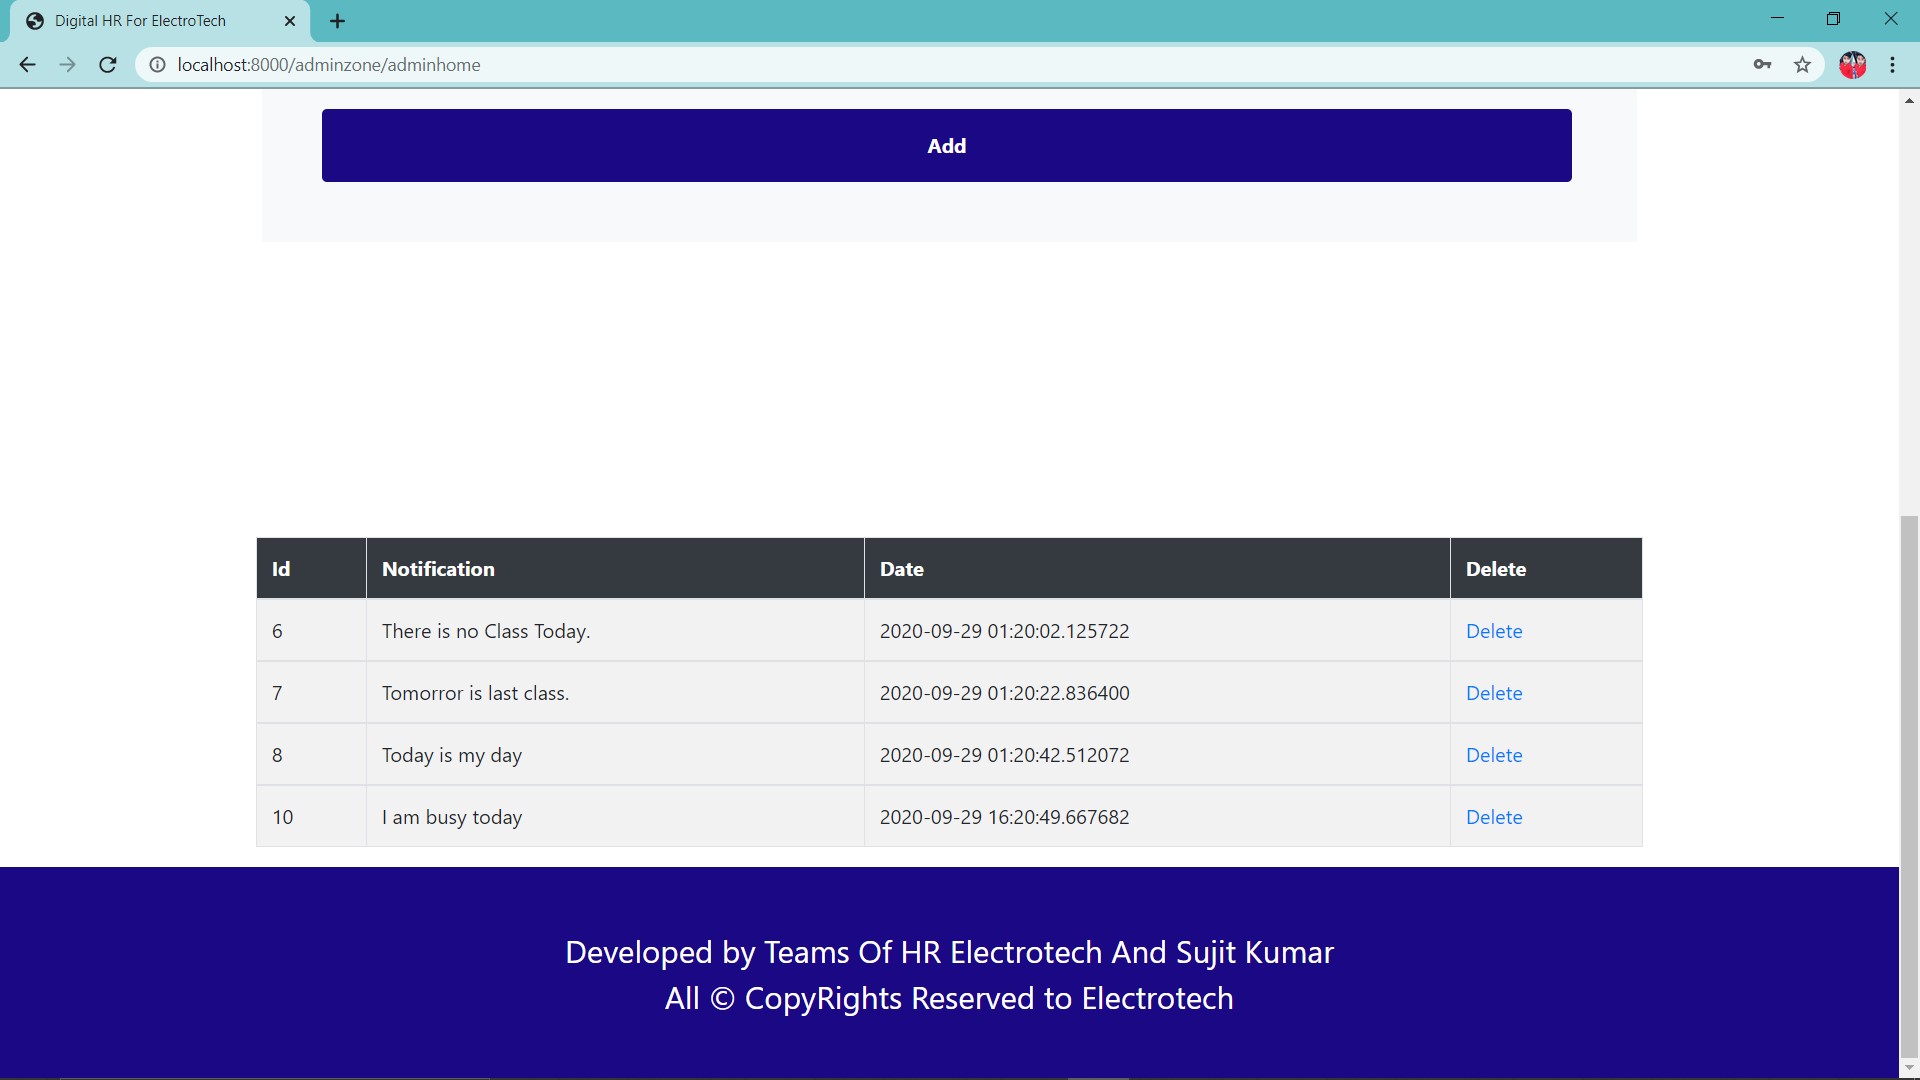 Digital HR For ElectroTech
localhost:8000/adminzone/adminhome
Add
Id Notification Date Delete
6 There is no Class Today. 2020-09-29 01:20:02.125722 Delete
7 Tomorror is last class. 2020-09-29 01:20:22.836400 Delete
8 Today is my day 2020-09-29 01:20:42.512072 Delete
10 I am busy today 2020-09-29 16:20:49.667682 Delete
Developed by Teams Of HR Electrotech And Sujit Kumar
All © CopyRights Reserved to Electrotech